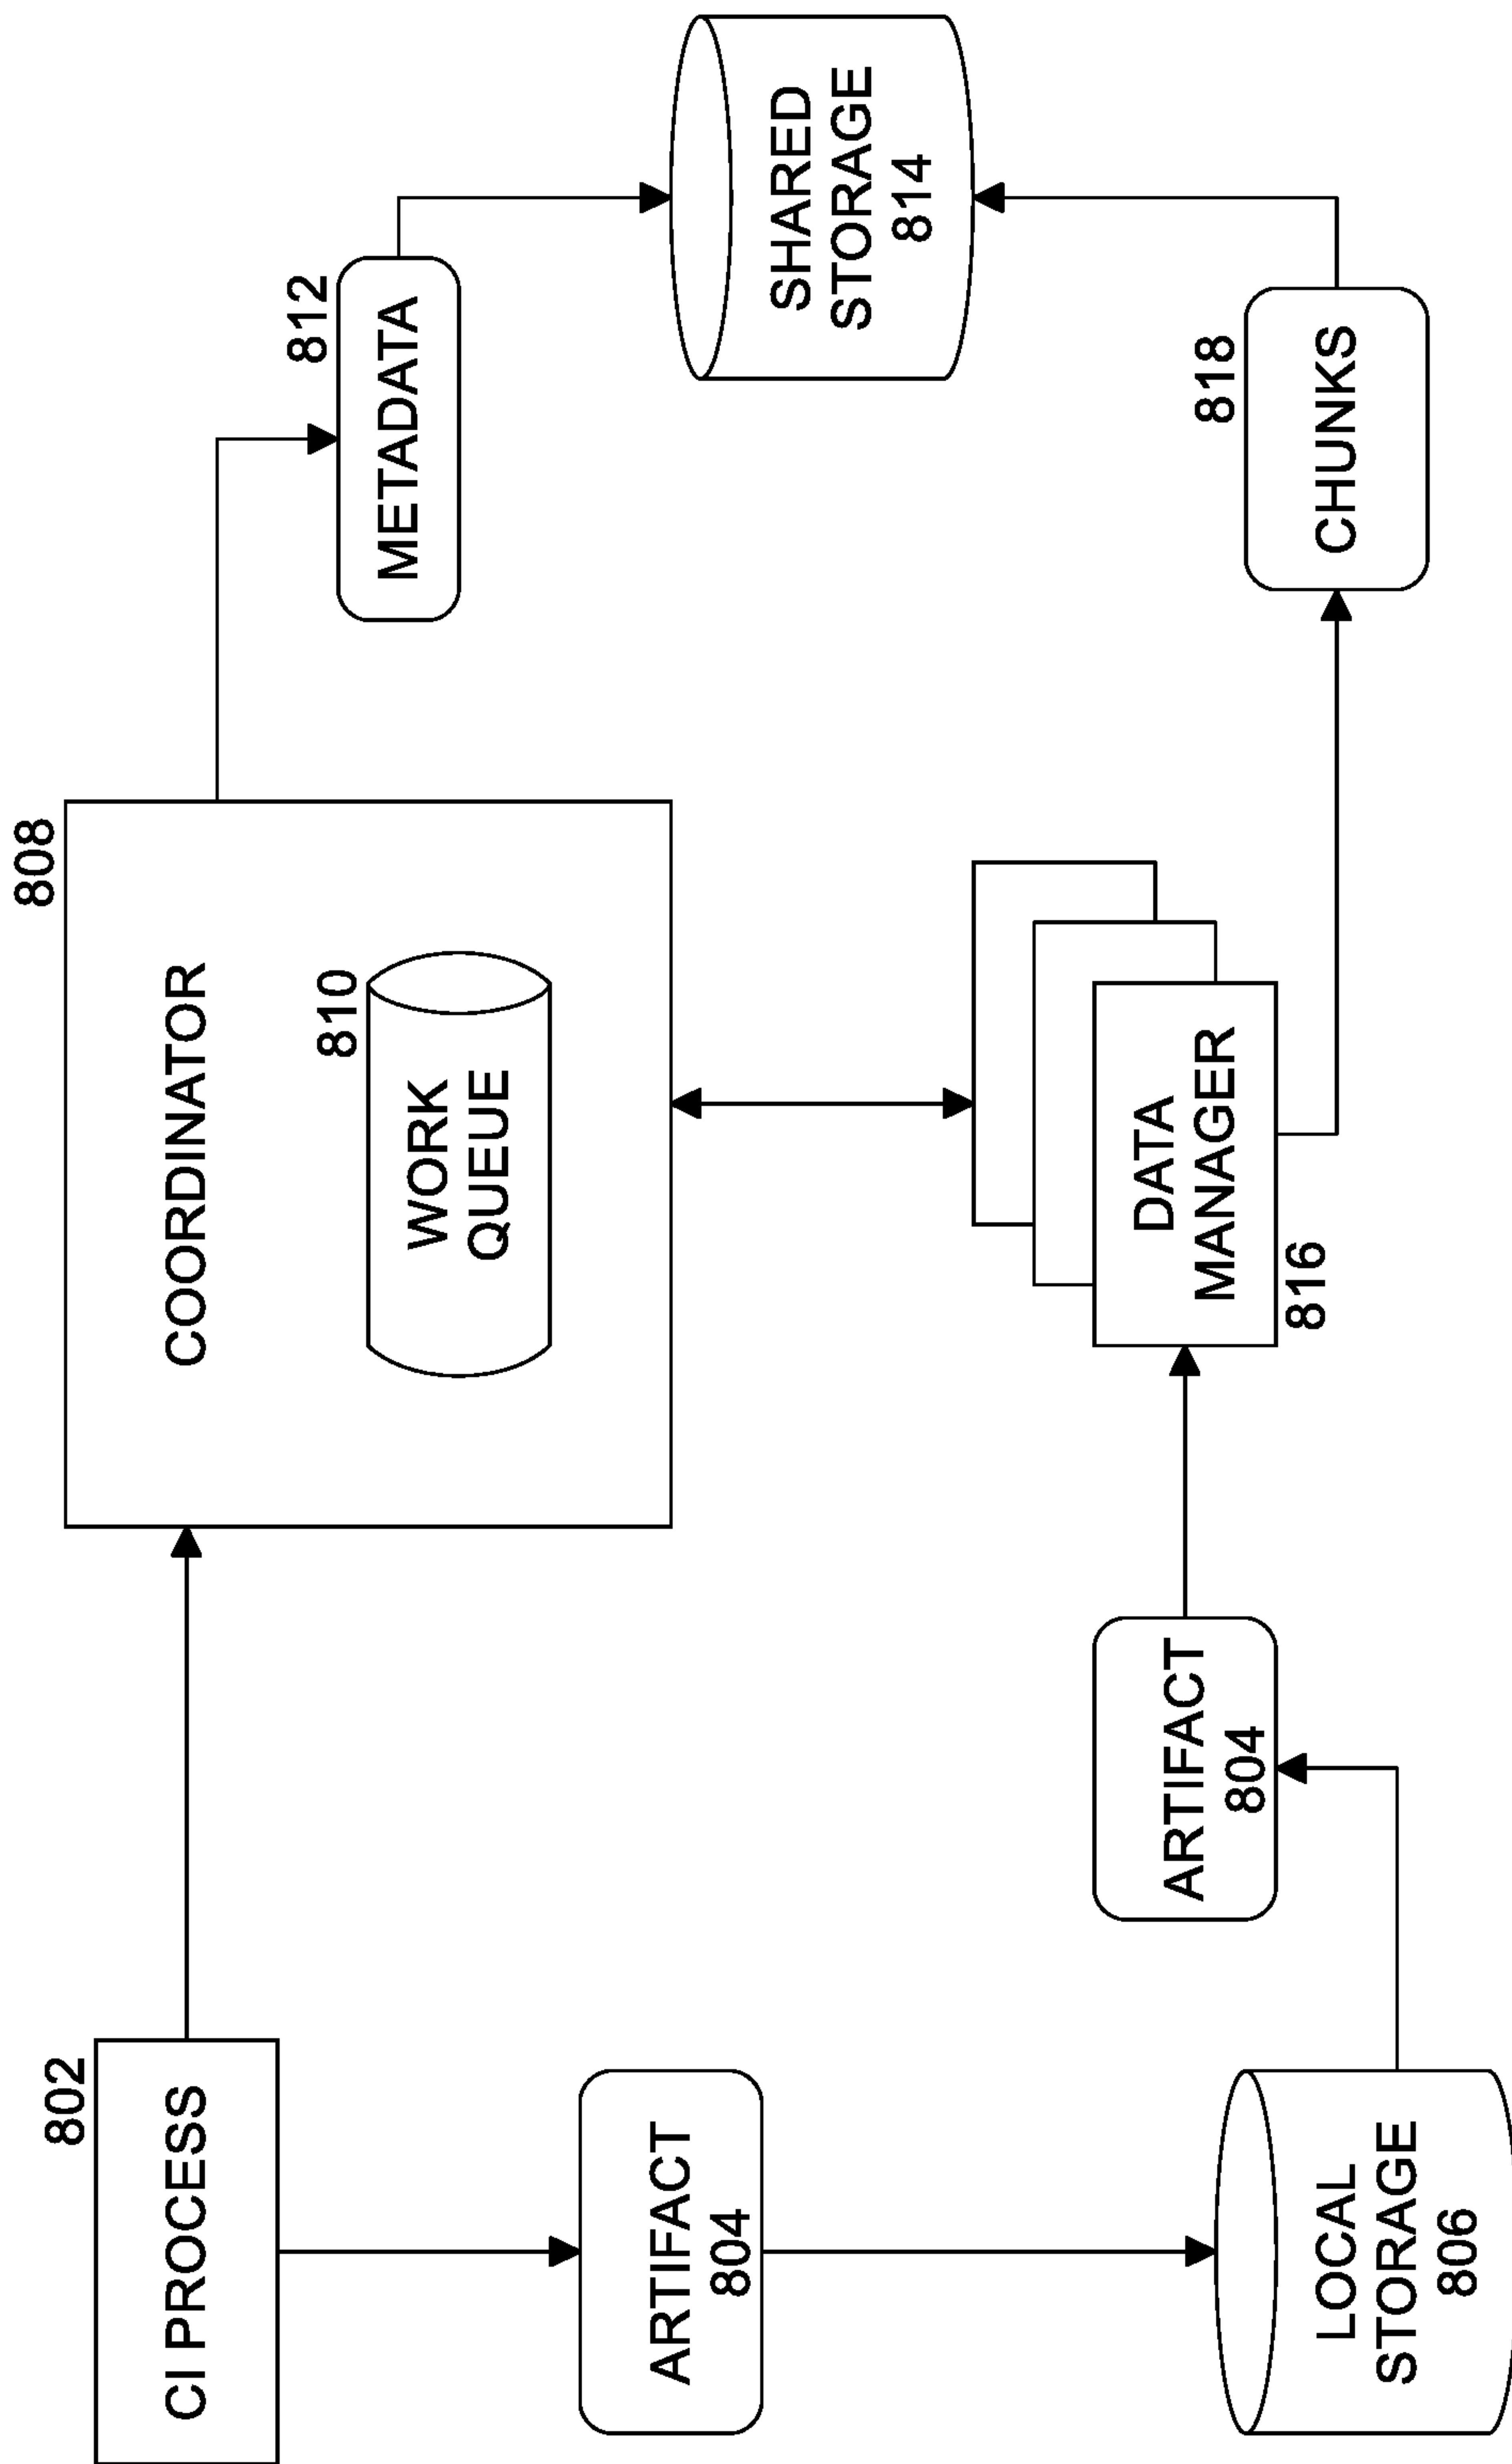 802
CI PROCESS
ARTIFACT
804
LOCAL
STORAGE
806
808
COORDINATOR
810
WORK
QUEUE
ARTIFACT
804
DATA
MANAGER
816
812
METADATA
SHARED
STORAGE
814
818
CHUNKS